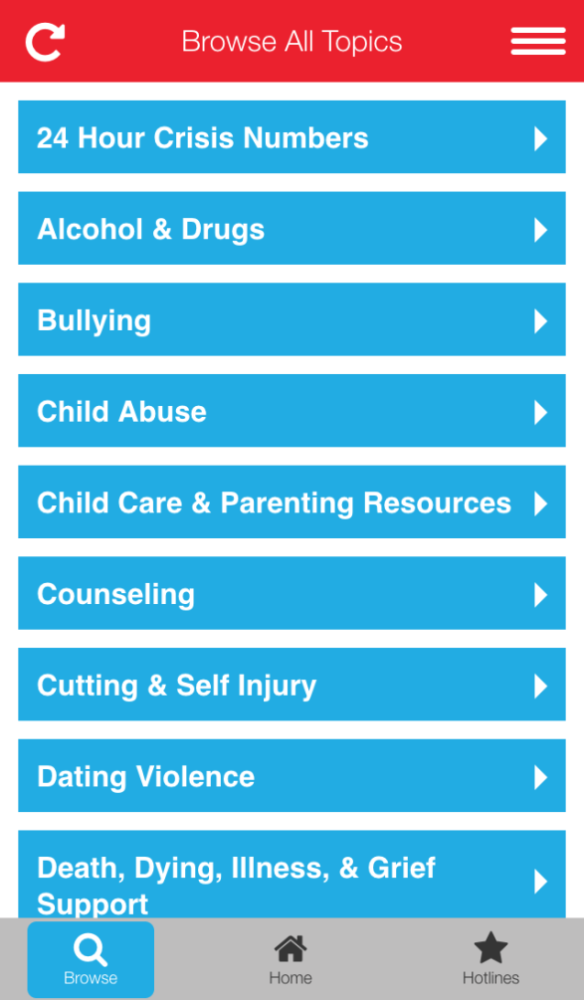 Browse All Topics
24 Hour Crisis Numbers
Alcohol & Drugs
Bullying
Child Abuse
Child Care & Parenting Resources
Counseling
Cutting & Self Injury
Dating Violence
Death, Dying, Illness, & Grief
Support
Browse
Home
Hotlines